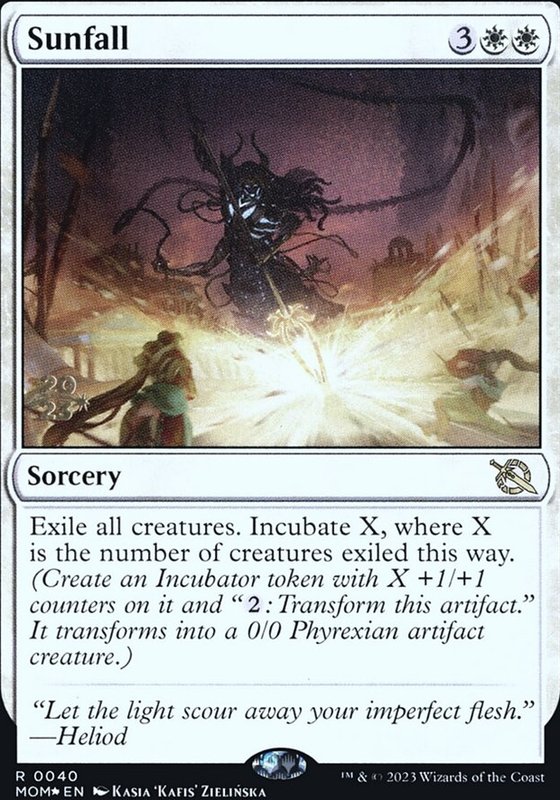 Sunfall 3
Sorcery
Exile all creatures. Incubate X, where X
is the number of creatures exiled this way.
(Create an Incubator token with X +1/+1
counters on it and “2: Transform this artifact.”
It transforms into a 0/0 Phyrexian artifact
creature.)
“Let the light scour away your imperfect flesh.”
—Heliod
R 0040
MOM★EN Kasia ‘Kafis’ Zielińska
™ & © 2023 Wizards of the Coast
2023